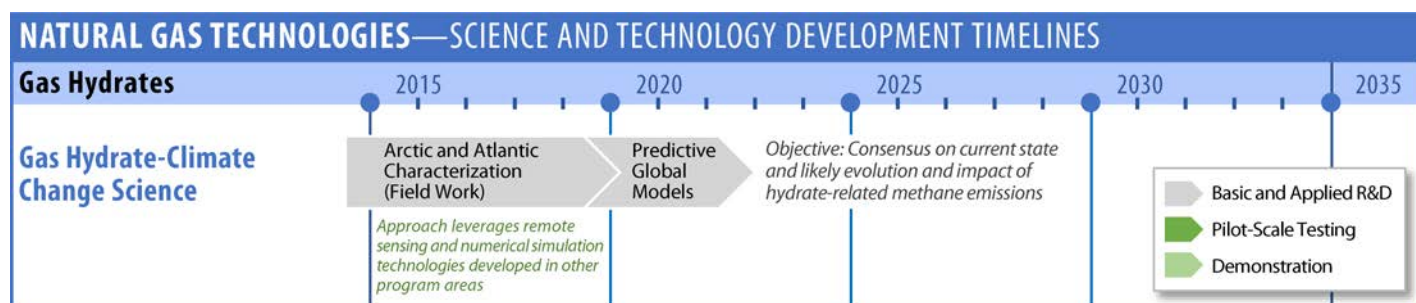 NATURAL GAS TECHNOLOGIES—SCIENCE AND TECHNOLOGY DEVELOPMENT TIMELINES
Gas Hydrates
2015
2020
2025
2030
2035
Gas Hydrate-Climate
Change Science
Arctic and Atlantic
Characterization
(Field Work)
Predictive
Global
Models
Objective: Consensus on current state
and likely evolution and impact of
hydrate-related methane emissions
Approach leverages remote
sensing and numerical simulation
technologies developed in other
program areas
Basic and Applied R&D
Pilot-Scale Testing
Demonstration